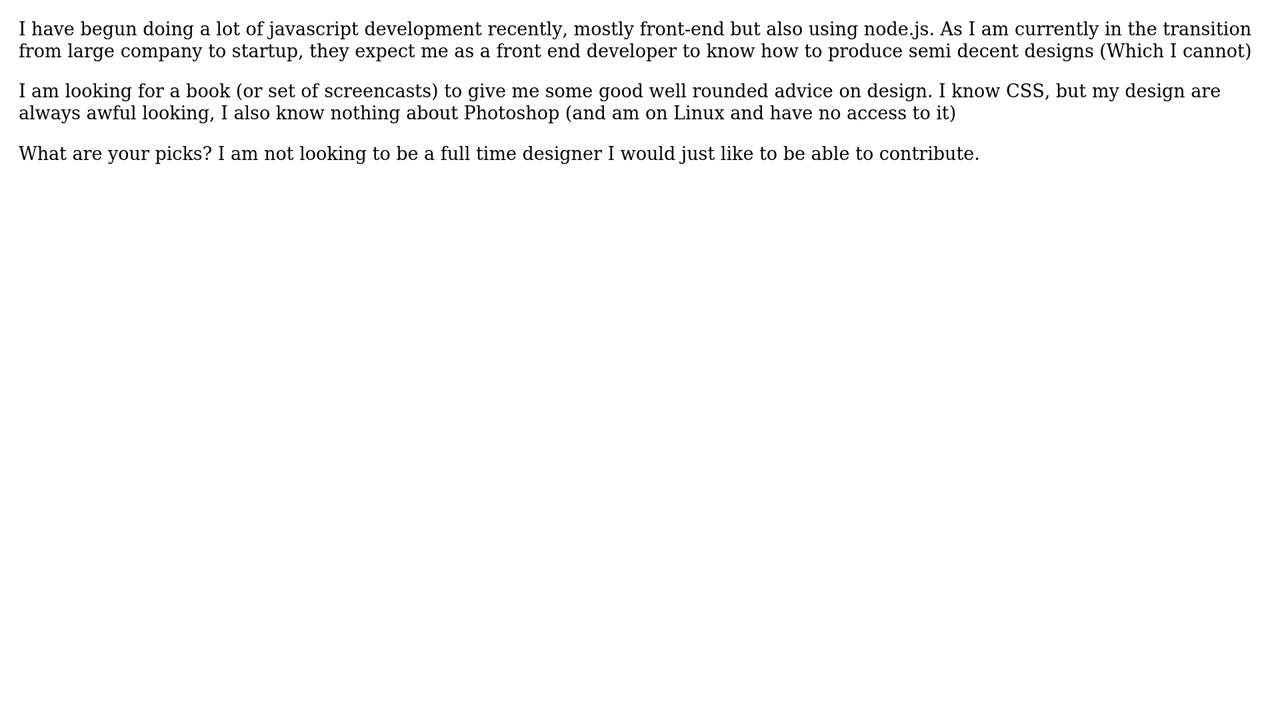 I have begun doing a lot of javascript development recently, mostly front-end but also using node.js. As I am currently in the transition
from large company to startup, they expect me as a front end developer to know how to produce semi decent designs (Which I cannot)
I am looking for a book (or set of screencasts) to give me some good well rounded advice on design. I know CSS, but my design are
always awful looking, I also know nothing about Photoshop (and am on Linux and have no access to it)
What are your picks? I am not looking to be a full time designer I would just like to be able to contribute.